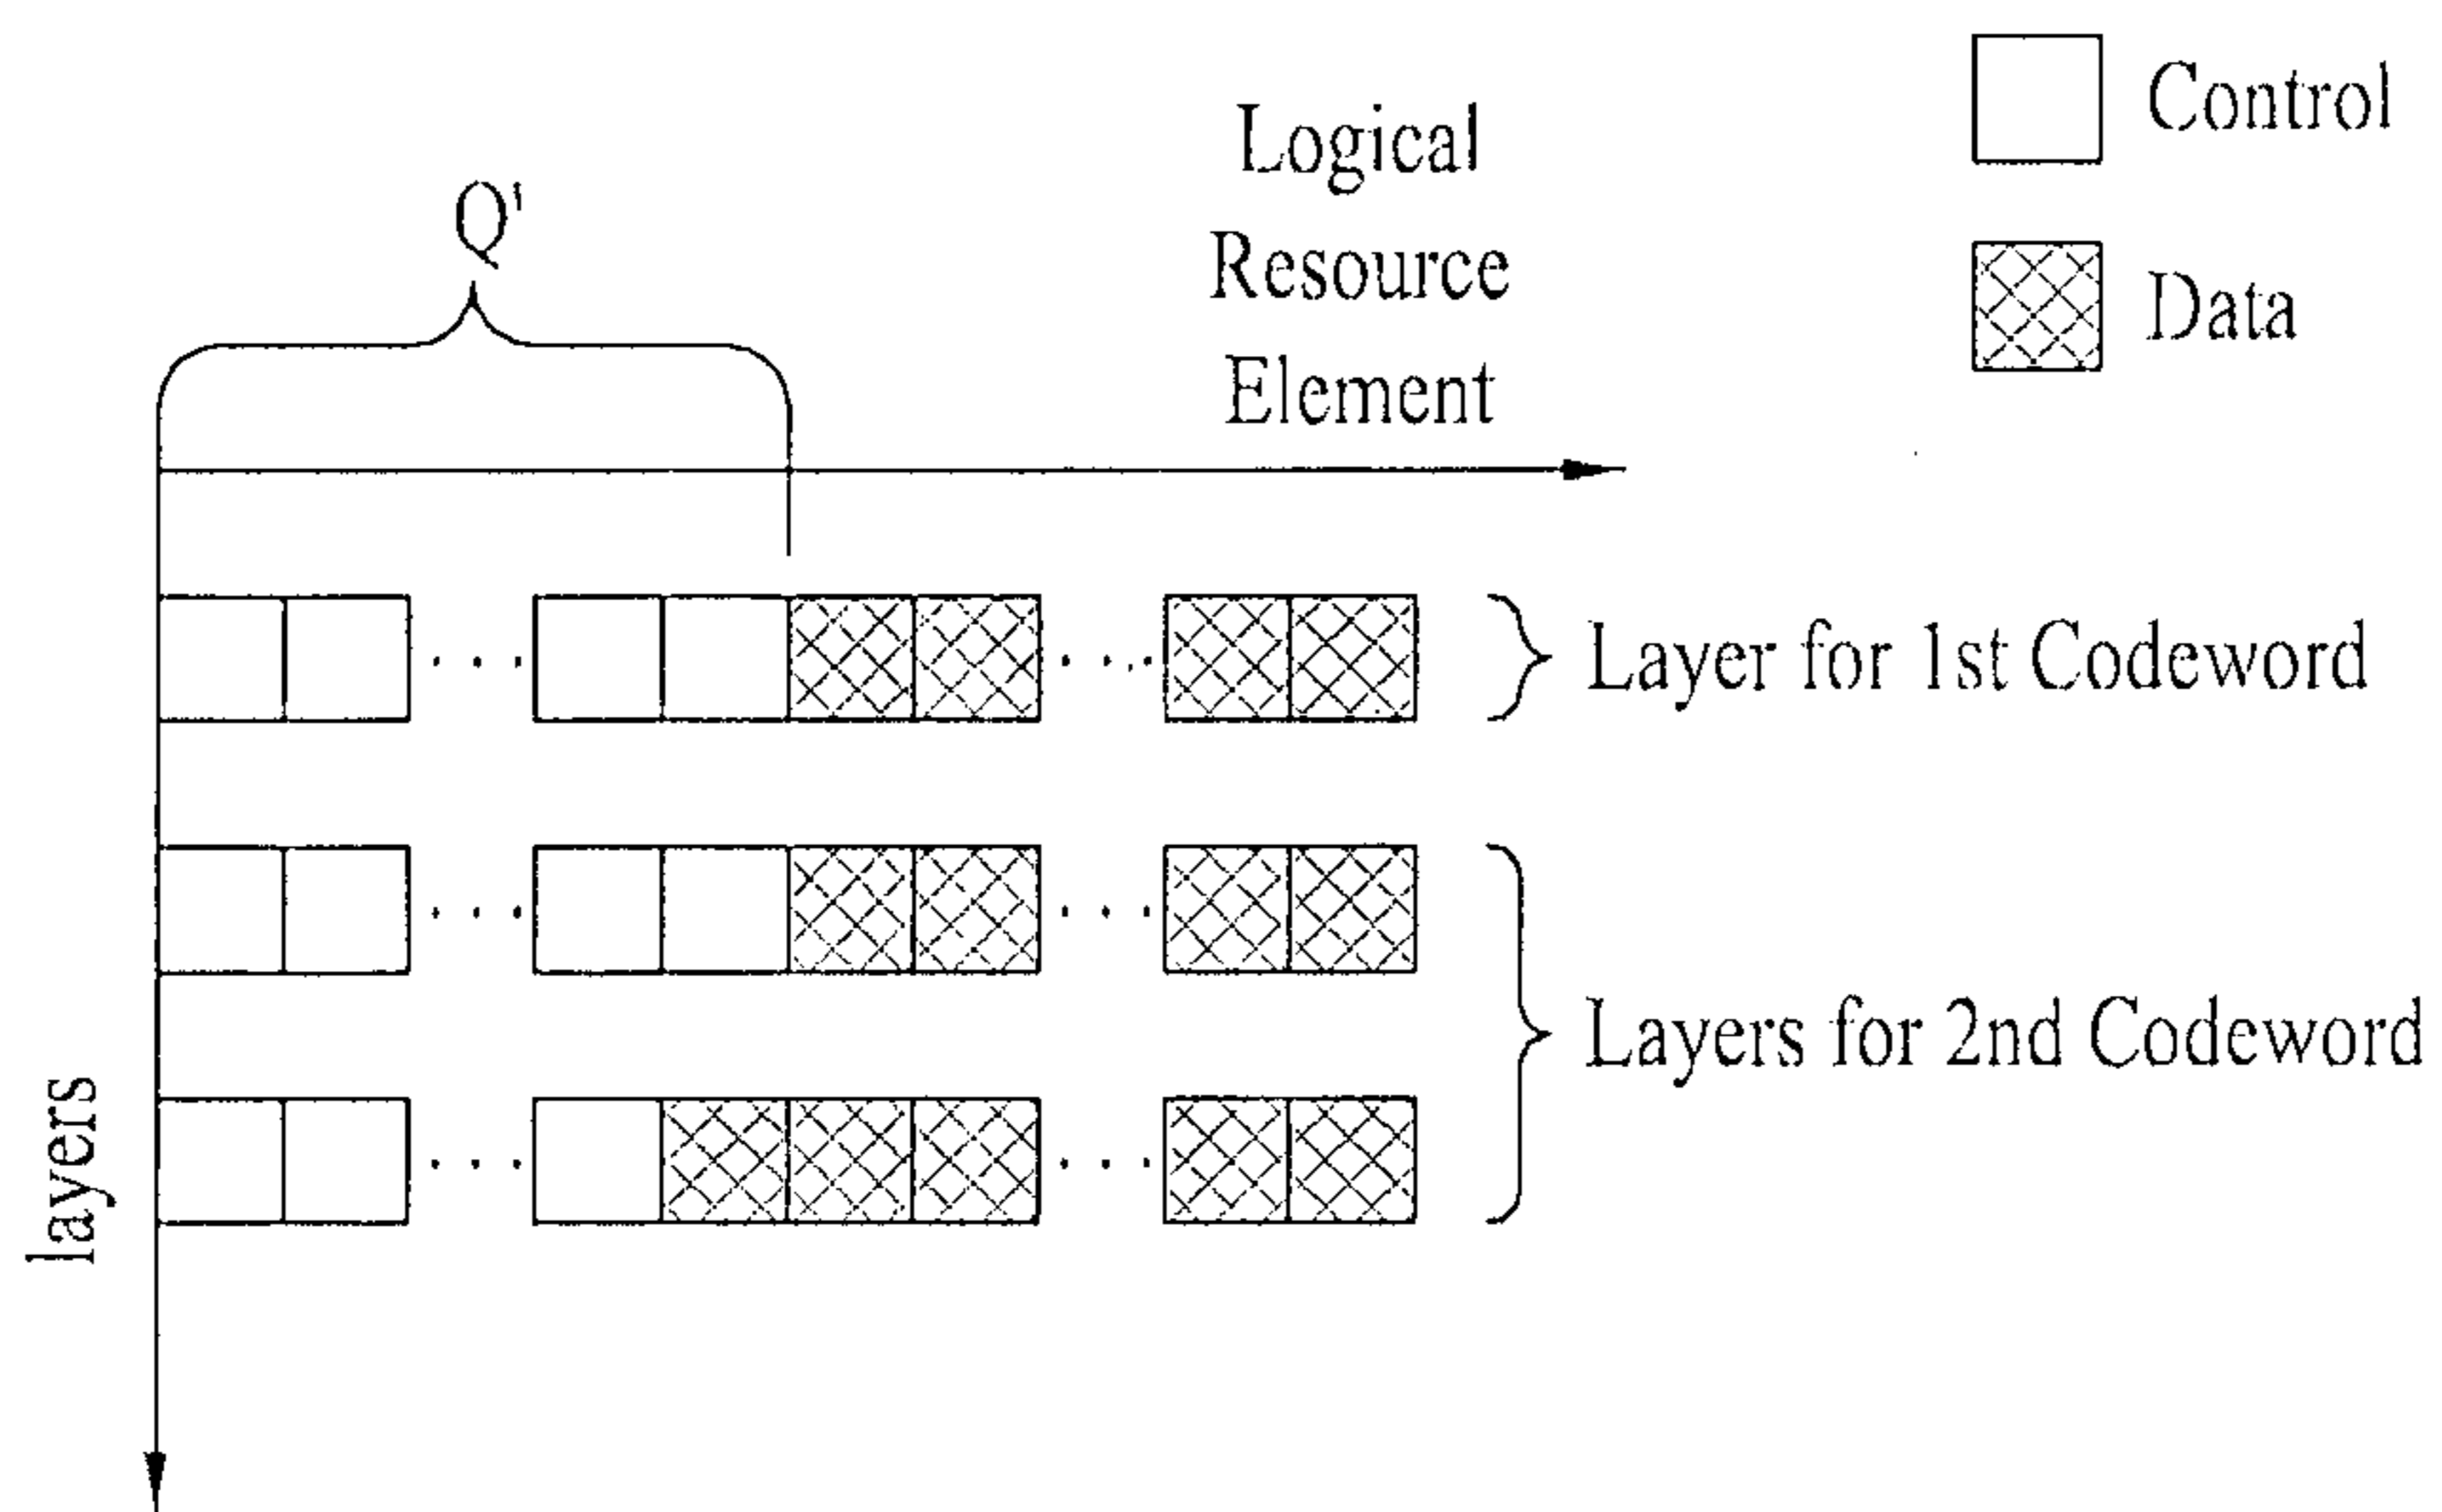 Control
Logical
Resource
Element
Data
Q'
Layer for 1st Codeword
Layers for 2nd Codeword
layers